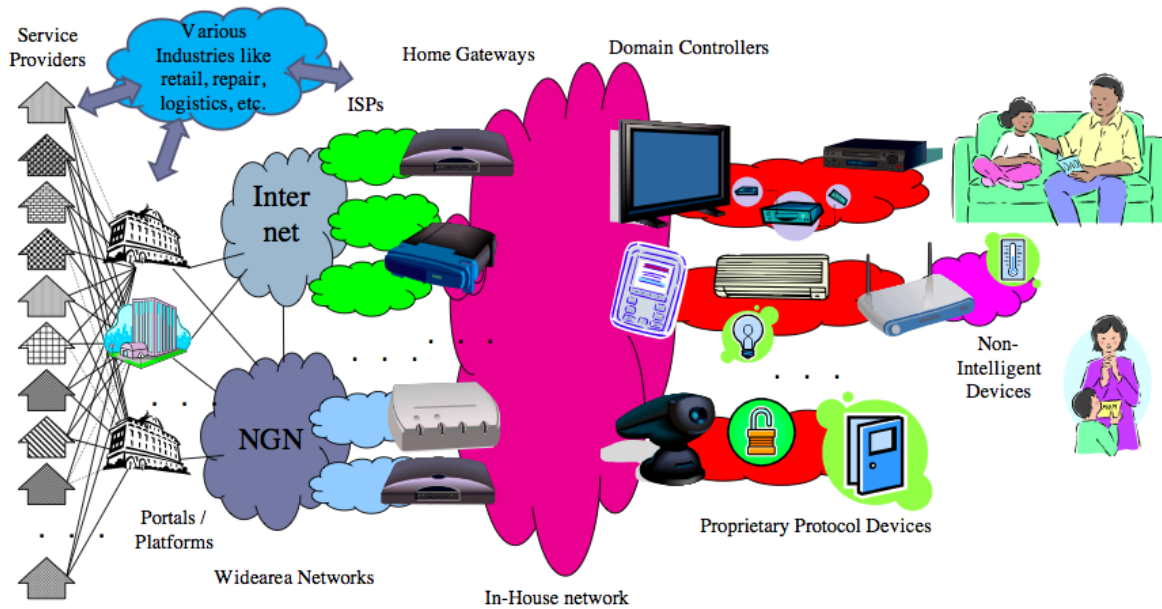 Service
Providers
Various
Industries like
retail, repair,
logistics, etc.
ISPs
Home Gateways
Domain Controllers
Inter
net
NGN
Non-
Intelligent
Devices
Portals /
Platforms
Proprietary Protocol Devices
Widearea Networks
In-House network